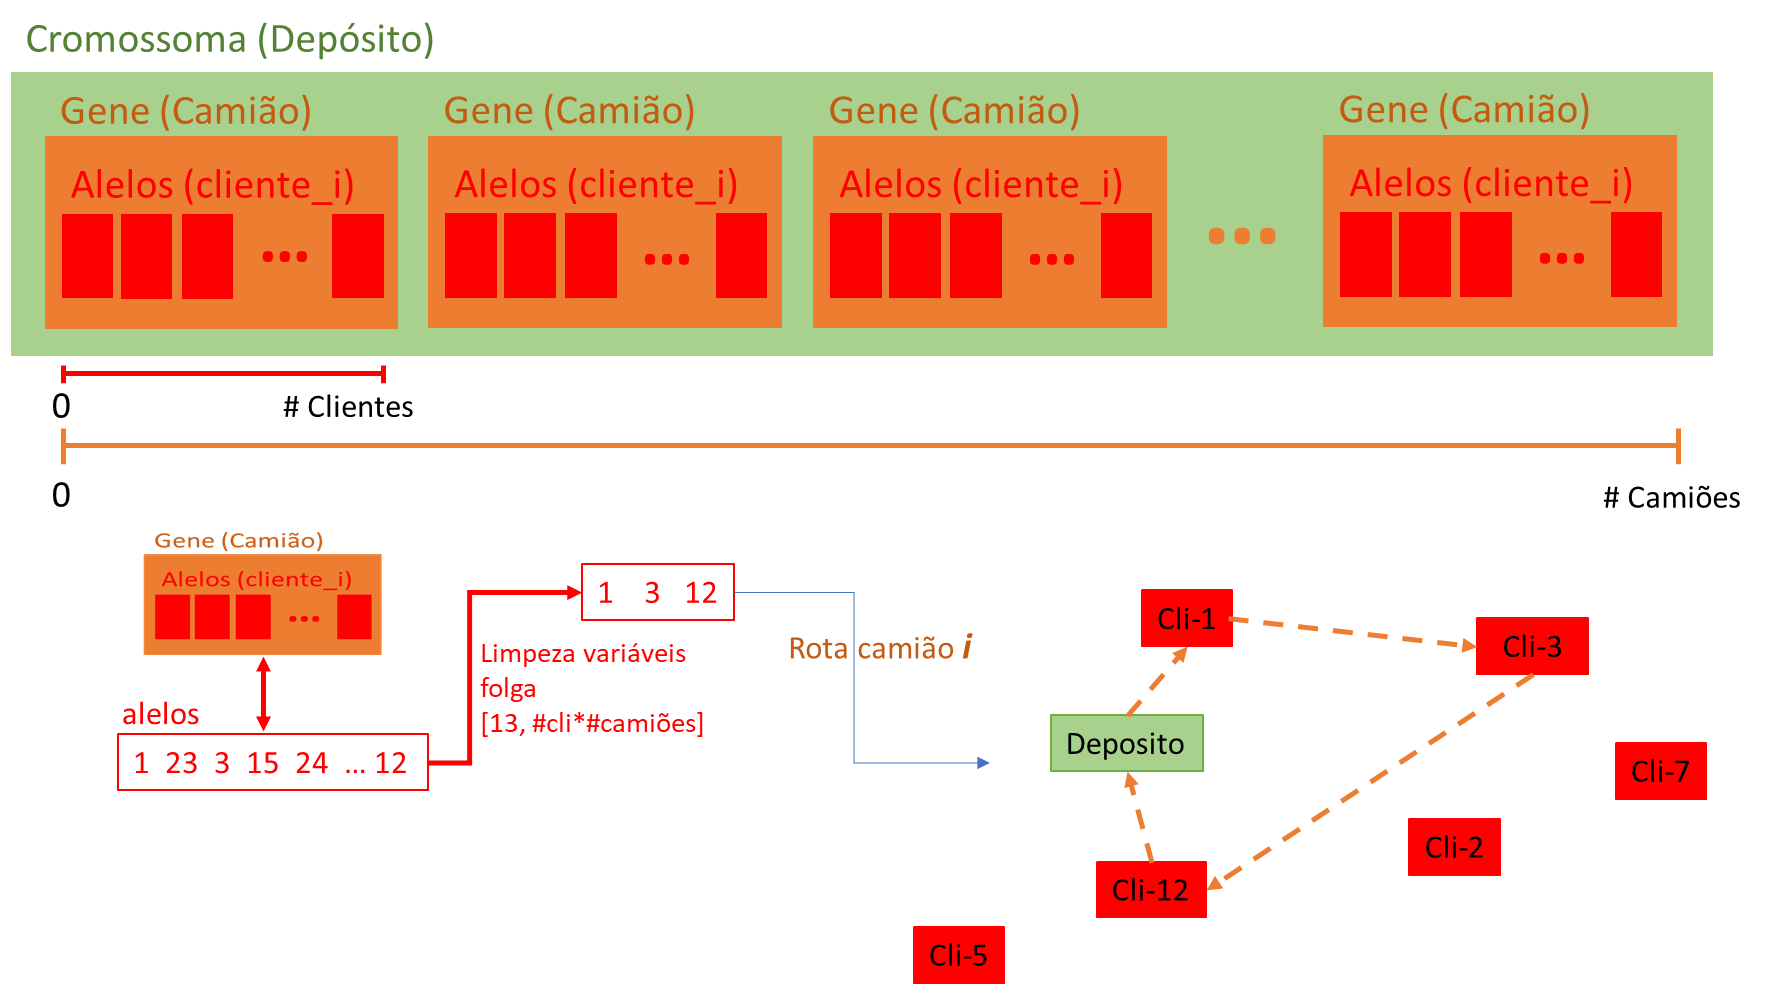 Cromossoma (Depósito)
Gene (Camião)
Gene (Camião)
Gene (Camião)
Gene (Camião)
Alelos (cliente_i)
Alelos (cliente_i)
Alelos (cliente_i)
...
Alelos (cliente_i)
...
...
...
...
0
# Clientes
0
# Camiões
Gene (Camião)
Alelos (cliente_i)
...
alelos
1 23 3 15 24 ... 12
Limpeza variáveis
folga
[13, #cli*#camiões]
1 3 12
Rota camião i
Cli-1
Cli-3
Deposito
Cli-7
Cli-2
Cli-12
Cli-5